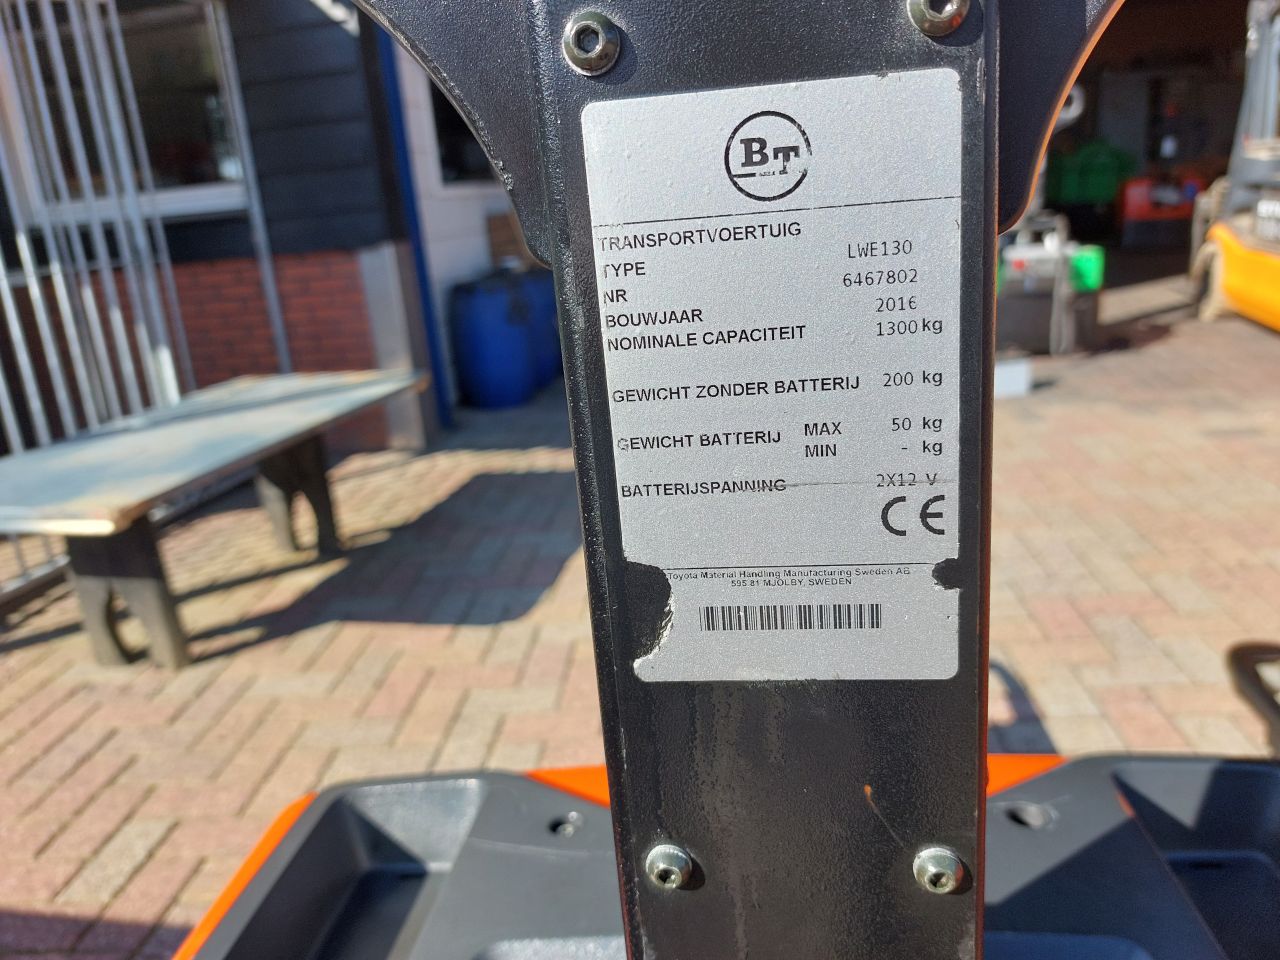 BT
TRANSPORTVOERTUIG
TYPE LWE130
NR 6467802
BOUWJAAR 2016
NOMINALE CAPACITEIT 1300 kg
GEWICHT ZONDER BATTERIJ 200 kg
GEWICHT BATTERIJ MAX 50 kg
MIN - kg
BATTERIJSPANNING 2X12 V
CE
Toyota Material Handling Manufacturing Sweden AB
595 81 MJÖLBY, SWEDEN